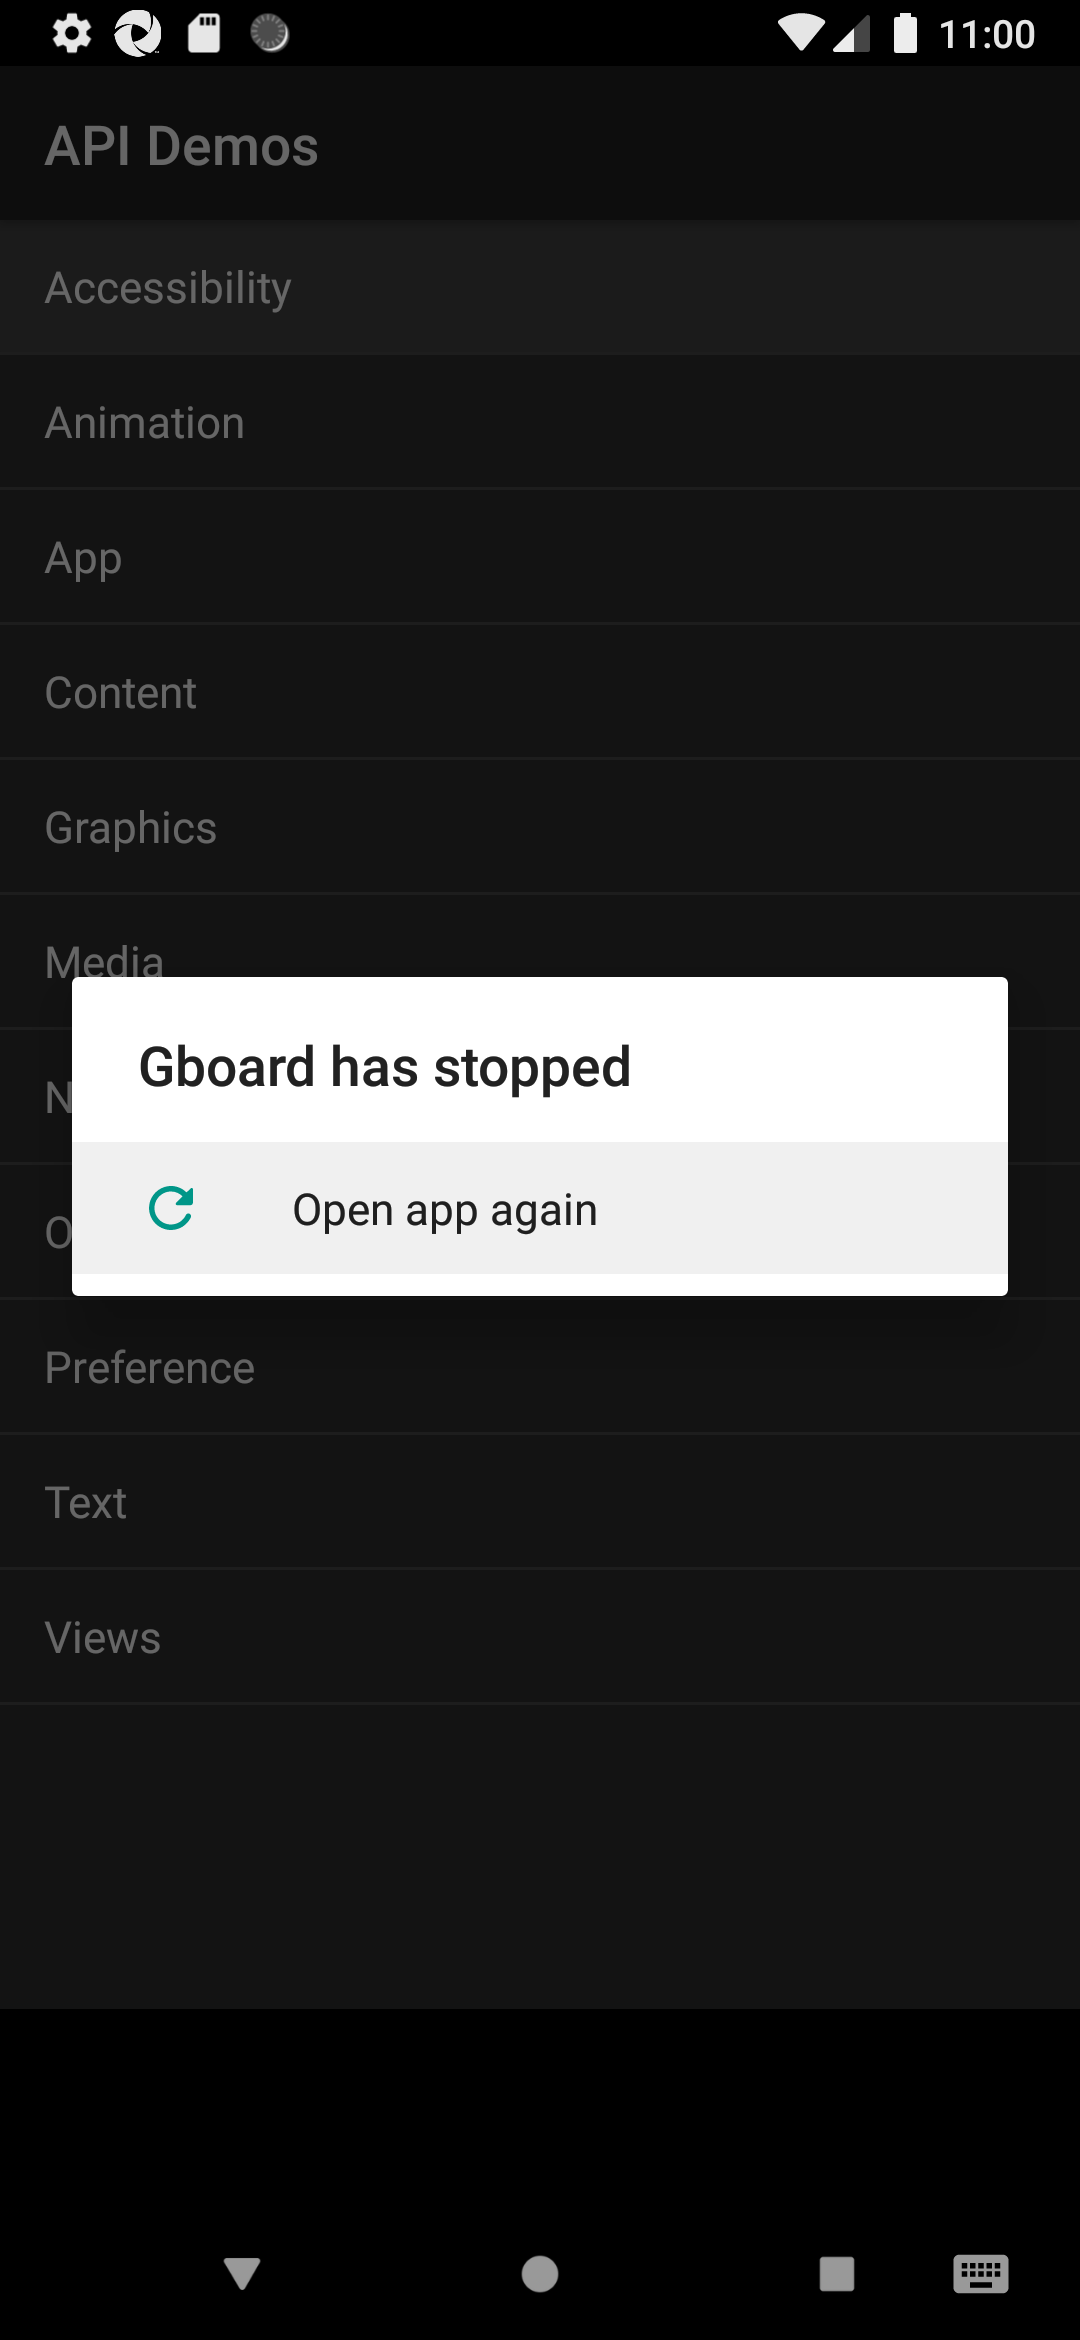 11:00
API Demos
Accessibility
Animation
App
Content
Graphics
Media
N
Gboard has stopped
O
Open app again
Preference
Text
Views